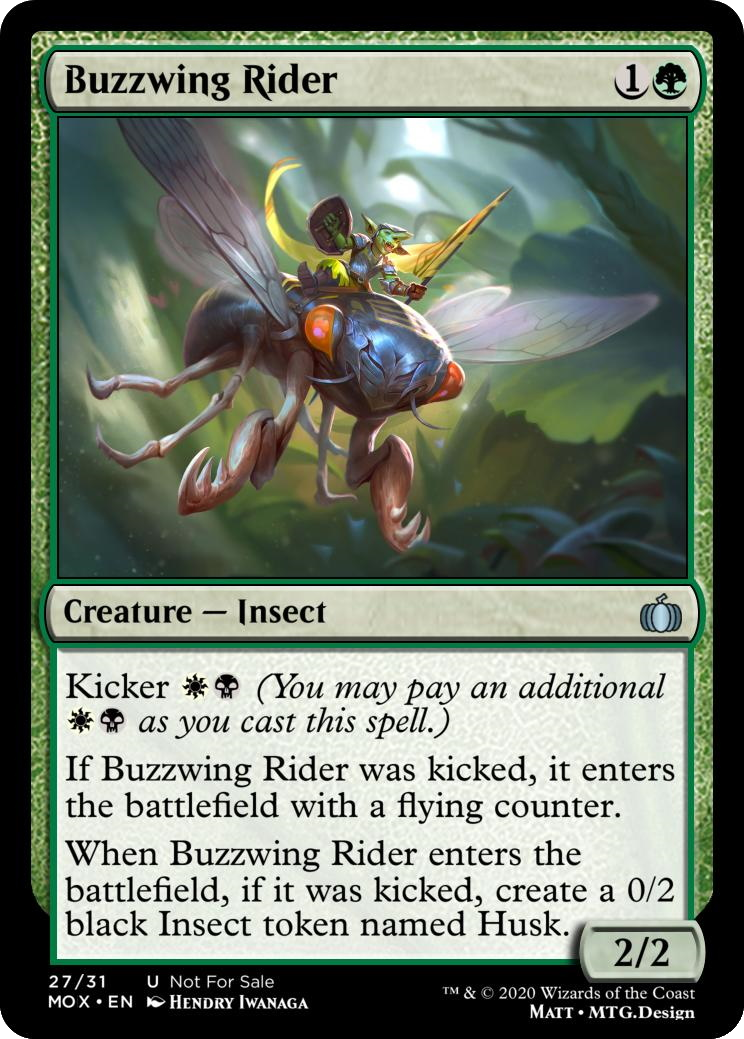 Buzzwing Rider 1
Creature — Insect
Kicker (You may pay an additional
as you cast this spell.)
If Buzzwing Rider was kicked, it enters
the battlefield with a flying counter.
When Buzzwing Rider enters the
battlefield, if it was kicked, create a 0/2
black Insect token named Husk.
2/2
27/31 U Not For Sale
MOX • EN Hendry Iwanaga
™ & © 2020 Wizards of the Coast
Matt • MTG.Design